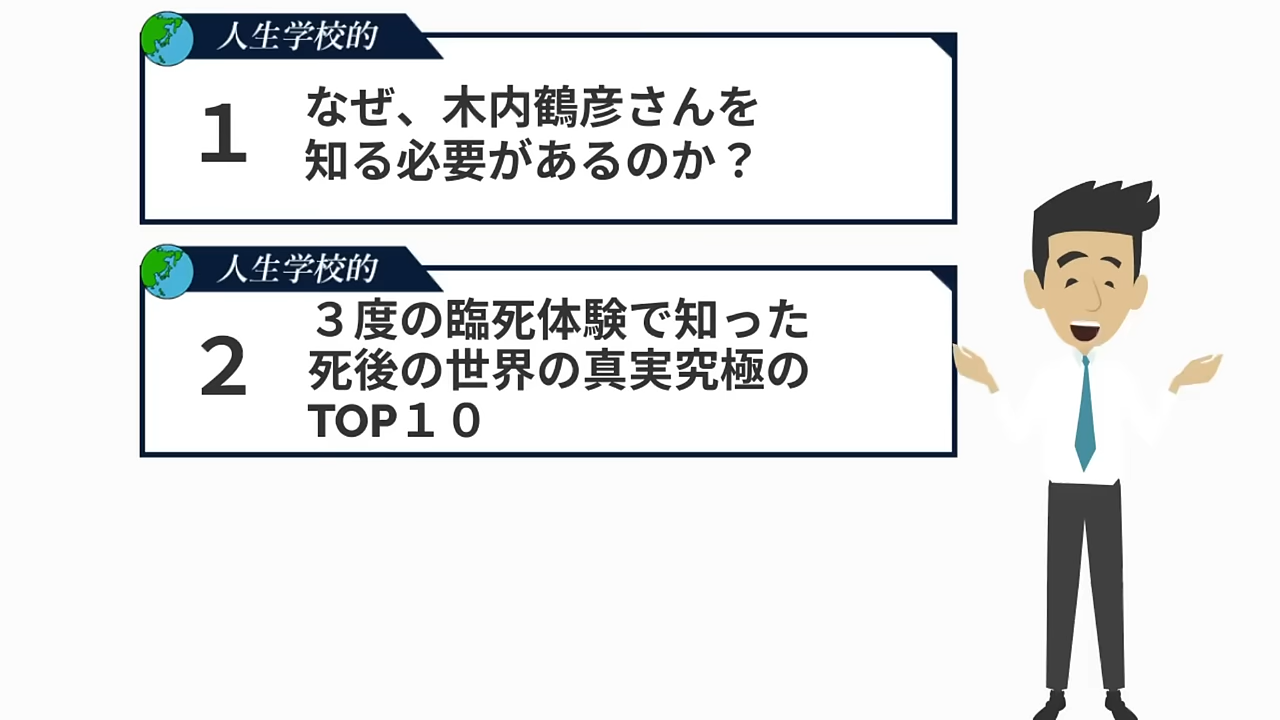 人生学校的
1
なぜ、木内鶴彦さんを
知る必要があるのか？
人生学校的
2
３度の臨死体験で知った
死後の世界の真実究極の
TOP１０